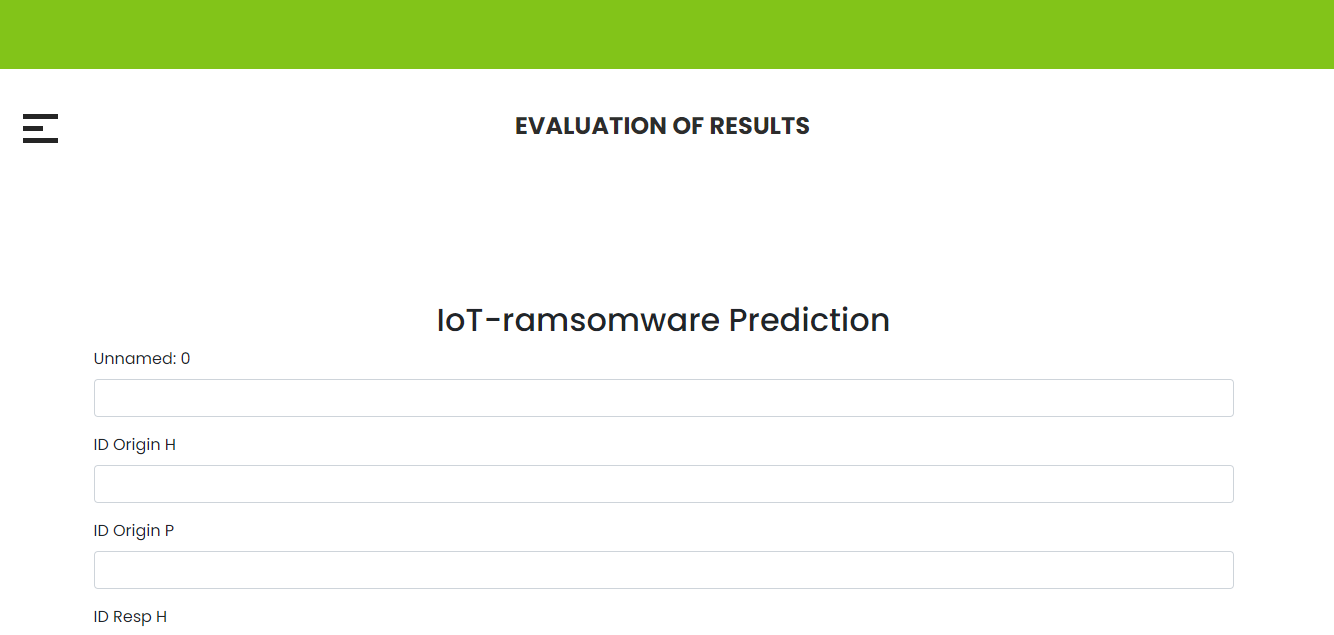 EVALUATION OF RESULTS
IoT-ramsomware Prediction
Unnamed: 0
ID Origin H
ID Origin P
ID Resp H